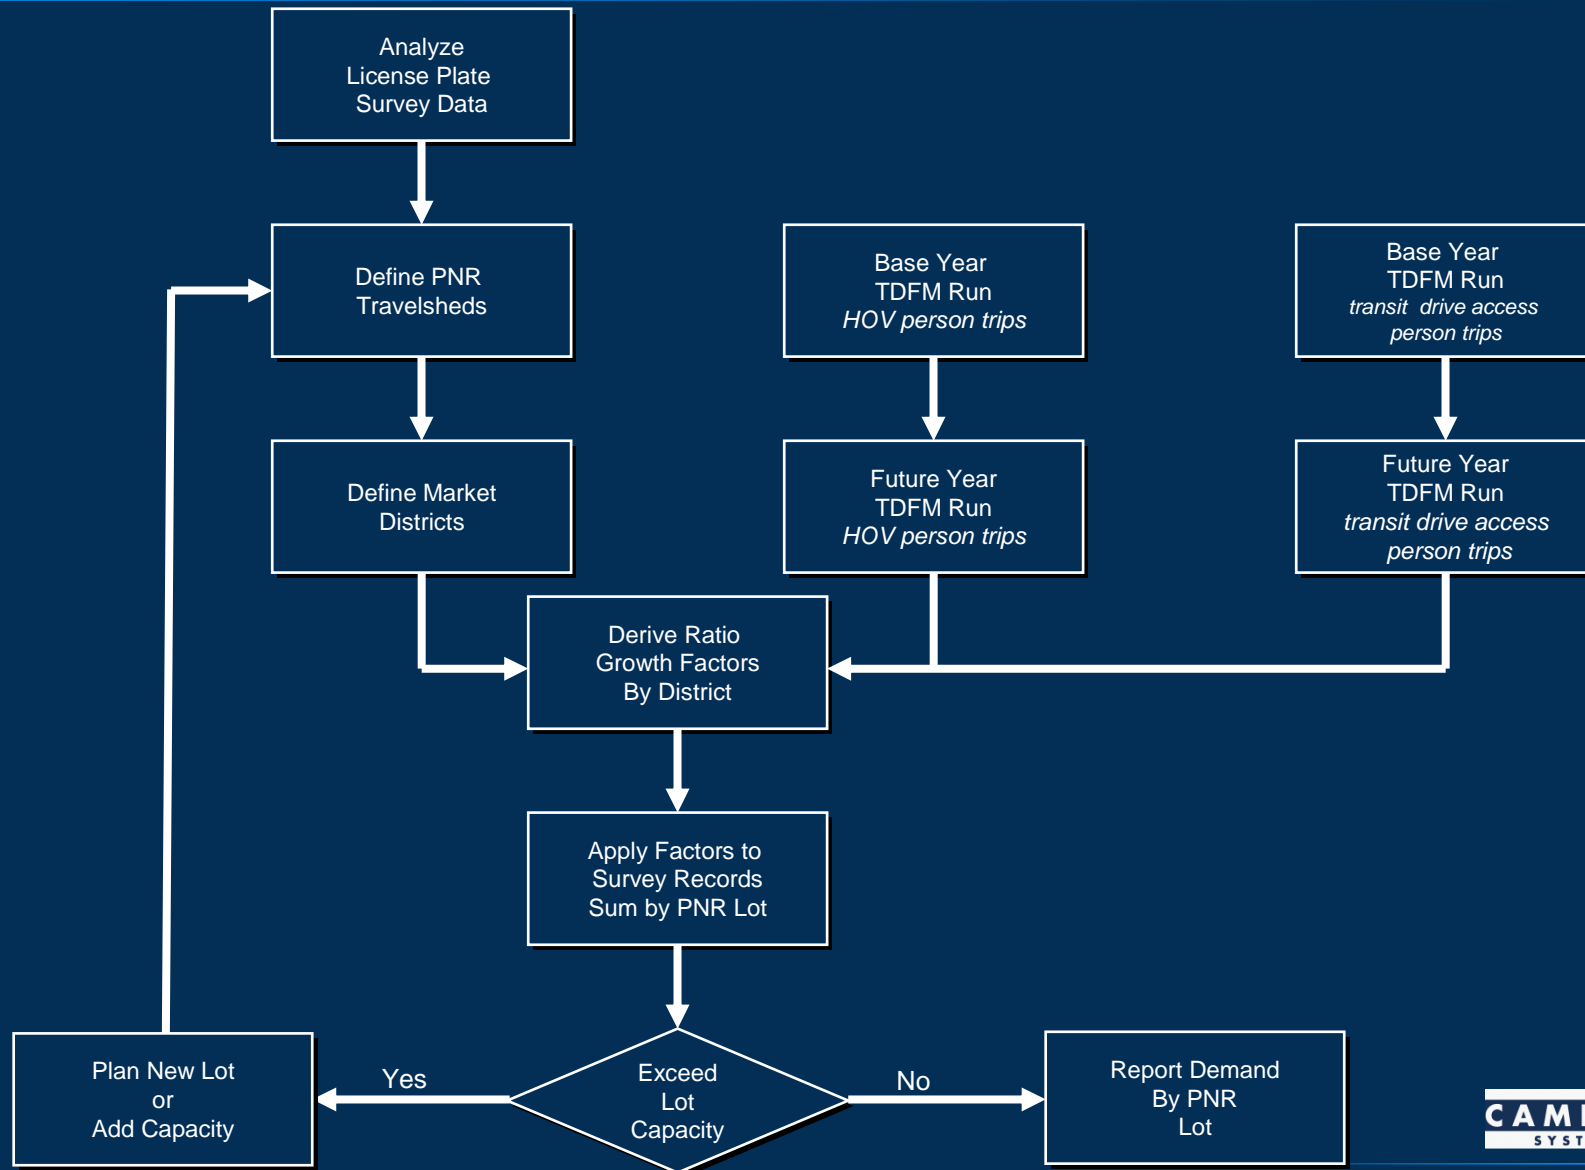 Analyze
License Plate
Survey Data
Define PNR
Travelsheds
Base Year
TDFM Run
HOV person trips
Base Year
TDFM Run
transit drive access
person trips
Define Market
Districts
Future Year
TDFM Run
HOV person trips
Future Year
TDFM Run
transit drive access
person trips
Derive Ratio
Growth Factors
By District
Apply Factors to
Survey Records
Sum by PNR Lot
Plan New Lot
or
Add Capacity
Yes
Exceed
Lot
Capacity
No
Report Demand
By PNR
Lot